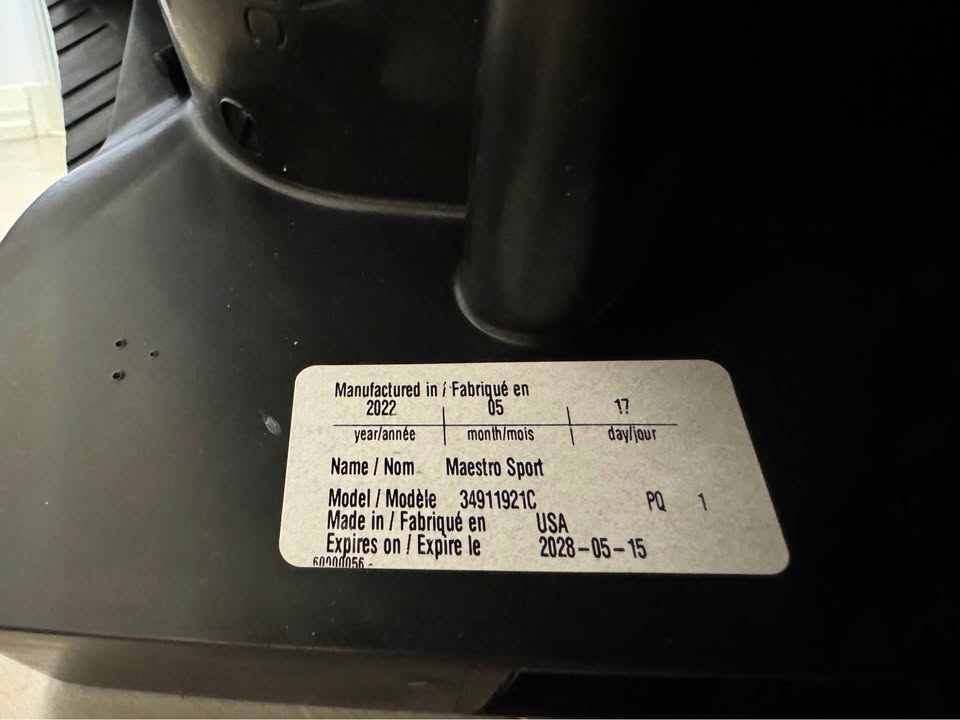 Manufactured in / Fabriqué en
2022 05 17
year/année month/mois day/jour
Name / Nom Maestro Sport
Model / Modèle 34911921C PQ 1
Made in / Fabriqué en USA
Expires on / Expire le 2028-05-15